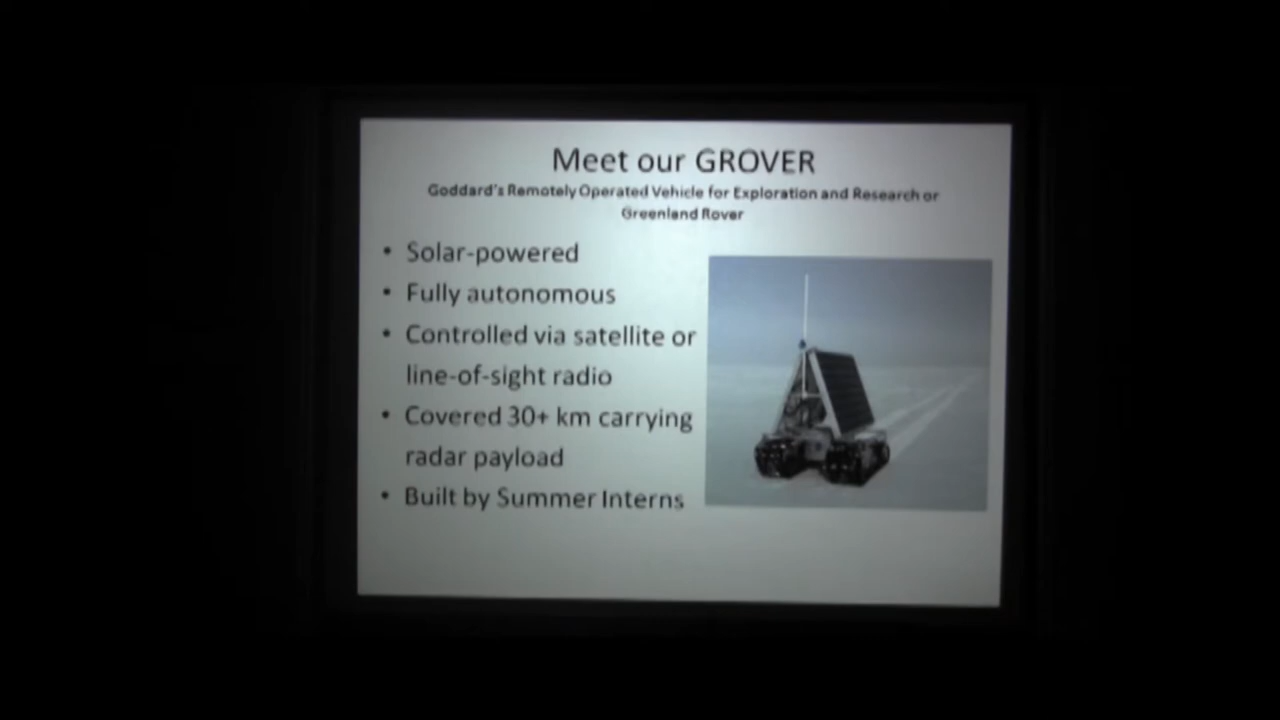 Meet our GROVER
Goddard's Remotely Operated Vehicle for Exploration and Research or
Greenland Rover
• Solar-powered
• Fully autonomous
• Controlled via satellite or
line-of-sight radio
• Covered 30+ km carrying
radar payload
• Built by Summer Interns